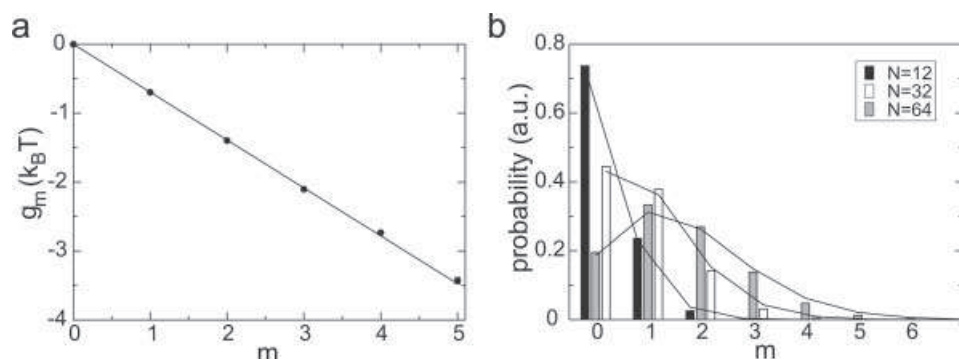 a
0
-1
-2
-3
-4
g_m (k_BT)
0 1 2 3 4 5
m
b
0.8
0.6
0.4
0.2
0
probability (a.u.)
N=12
N=32
N=64
0 1 2 3 4 5 6
m